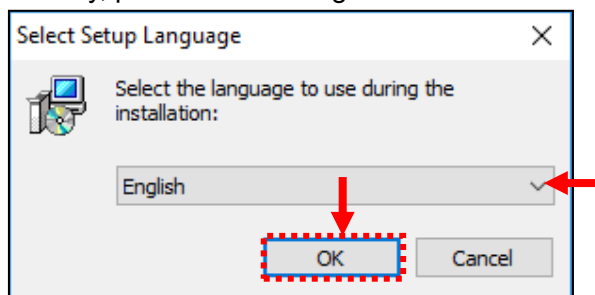 Select Setup Language
Select the language to use during the
installation:
English
OK
Cancel